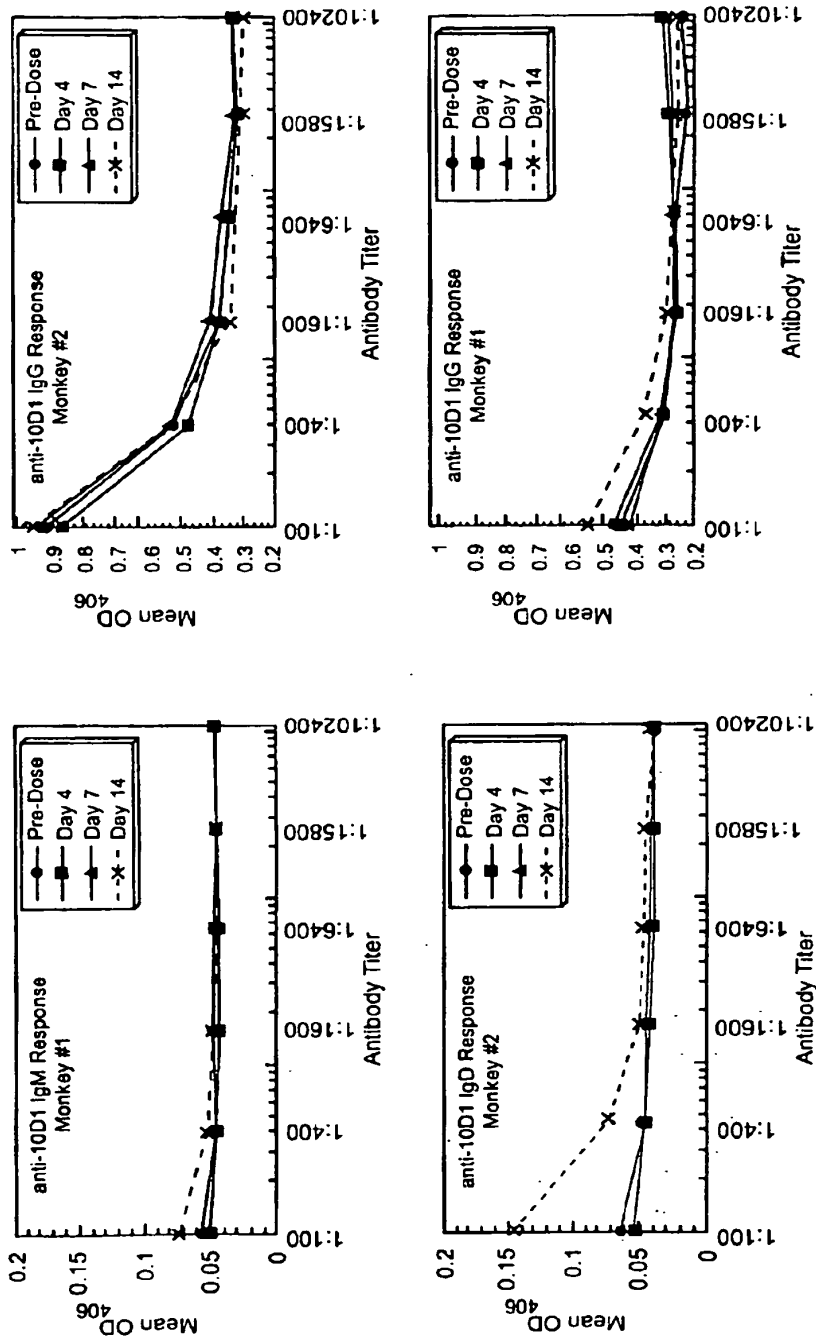 anti-10D1 IgM Response
Monkey #1
Pre-Dose
Day 4
Day 7
Day 14
Mean OD 406
0.2
0.15
0.1
0.05
0
1:100
1:400
1:1600
1:6400
1:15800
1:102400
Antibody Titer
anti-10D1 IgG Response
Monkey #2
Pre-Dose
Day 4
Day 7
Day 14
Mean OD 406
1
0.9
0.8
0.7
0.6
0.5
0.4
0.3
0.2
1:100
1:400
1:1600
1:6400
1:15800
1:102400
Antibody Titer
anti-10D1 IgD Response
Monkey #2
Pre-Dose
Day 4
Day 7
Day 14
Mean OD 406
0.2
0.15
0.1
0.05
0
1:100
1:400
1:1600
1:6400
1:15800
1:102400
Antibody Titer
anti-10D1 IgG Response
Monkey #1
Pre-Dose
Day 4
Day 7
Day 14
Mean OD 406
1
0.9
0.8
0.7
0.6
0.5
0.4
0.3
0.2
1:100
1:400
1:1600
1:6400
1:15800
1:102400
Antibody Titer